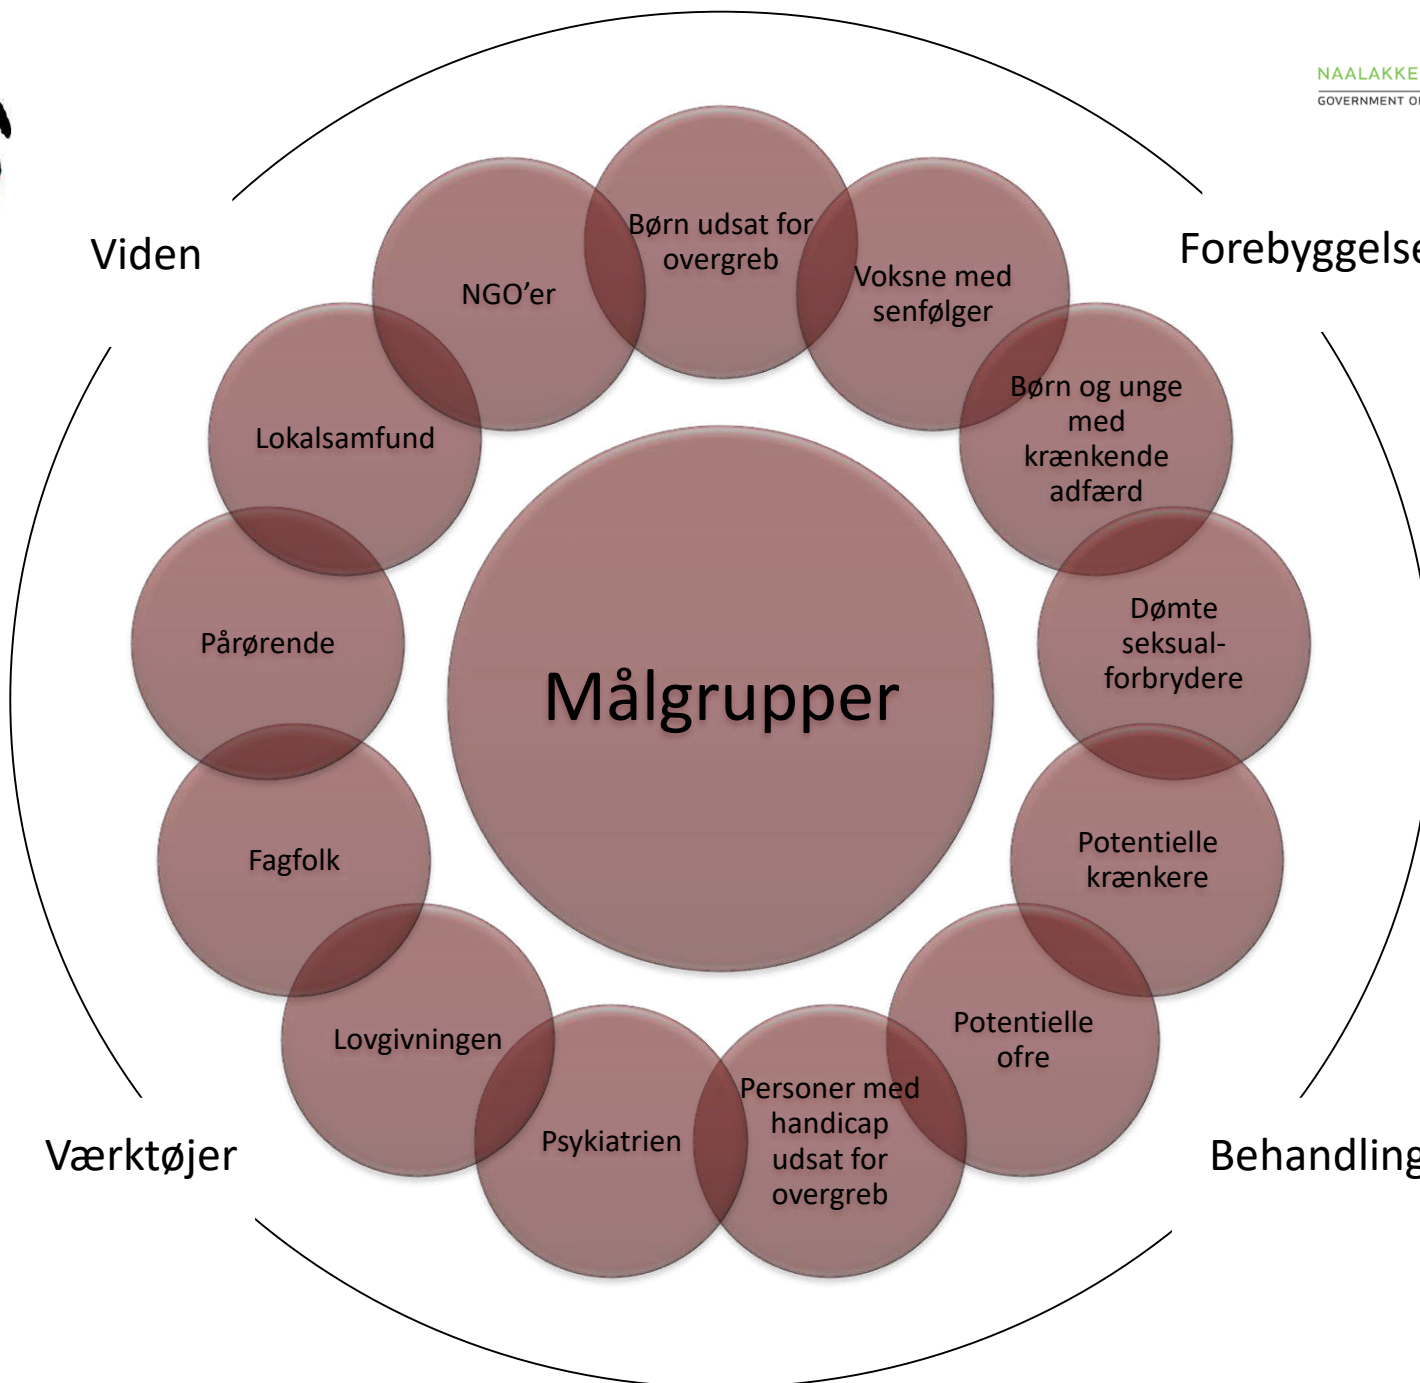 NAALAKKE
GOVERNMENT O
Viden
Forebyggelse
Børn udsat for
overgreb
Voksne med
senfølger
Børn og unge
med
krænkende
adfærd
Dømte
seksual-
forbrydere
Potentielle
krænkere
Potentielle
ofre
Personer med
handicap
udsat for
overgreb
Psykiatrien
Lovgivningen
Fagfolk
Pårørende
Lokalsamfund
NGO’er
Målgrupper
Værktøjer
Behandling